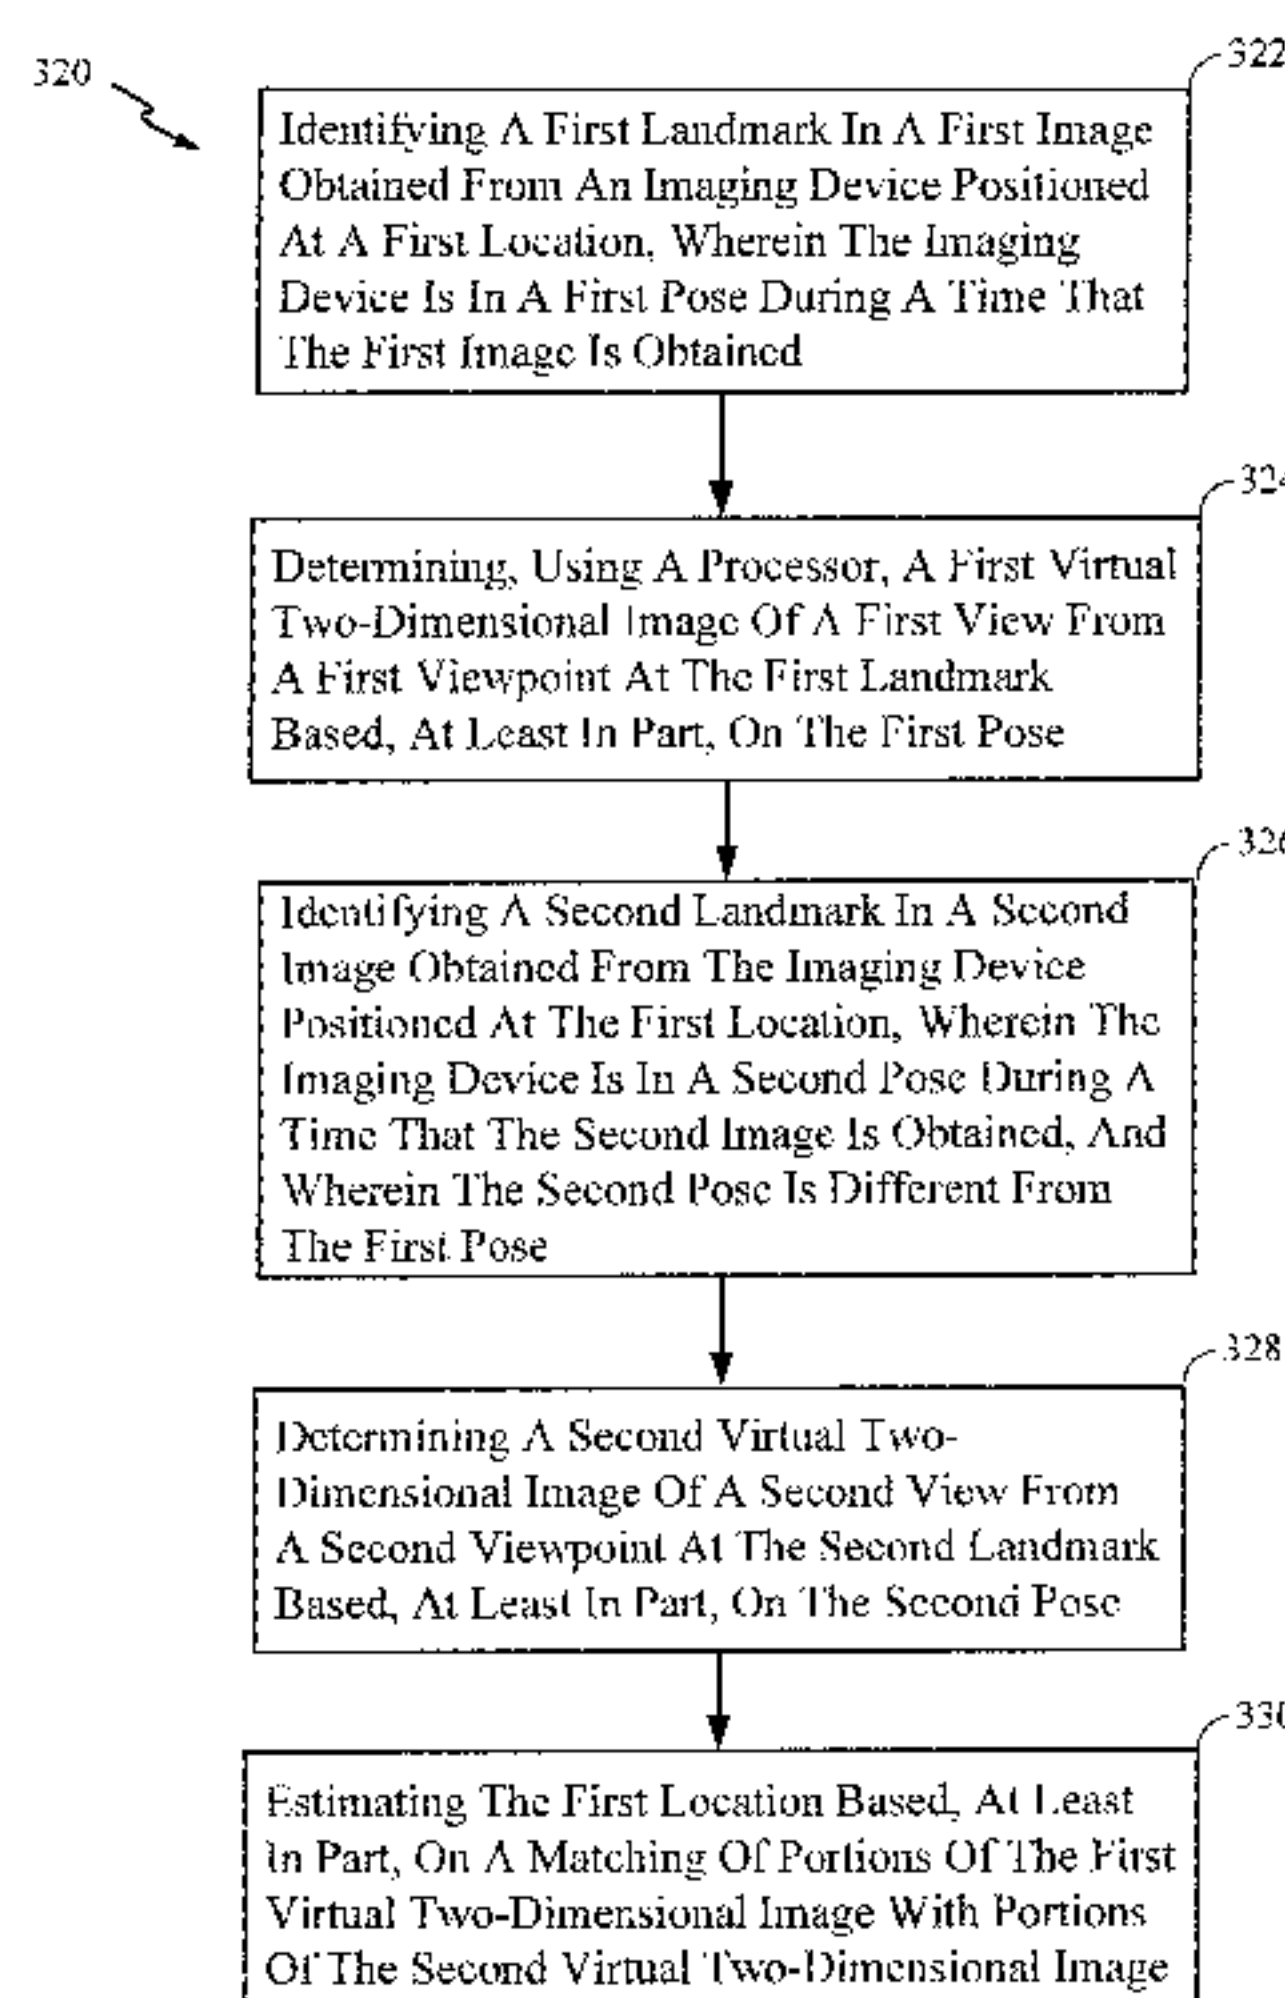 320
322
Identifying A First Landmark In A First Image
Obtained From An Imaging Device Positioned
At A First Location, Wherein The Imaging
Device Is In A First Pose During A Time That
The First Image Is Obtained
324
Determining, Using A Processor, A First Virtual
Two-Dimensional Image Of A First View From
A First Viewpoint At The First Landmark
Based, At Least In Part, On The First Pose
326
Identifying A Second Landmark In A Second
Image Obtained From The Imaging Device
Positioned At The First Location, Wherein The
Imaging Device Is In A Second Pose During A
Time That The Second Image Is Obtained, And
Wherein The Second Pose Is Different From
The First Pose
328
Determining A Second Virtual Two-
Dimensional Image Of A Second View From
A Second Viewpoint At The Second Landmark
Based, At Least In Part, On The Second Pose
330
Estimating The First Location Based, At Least
In Part, On A Matching Of Portions Of The First
Virtual Two-Dimensional Image With Portions
Of The Second Virtual Two-Dimensional Image